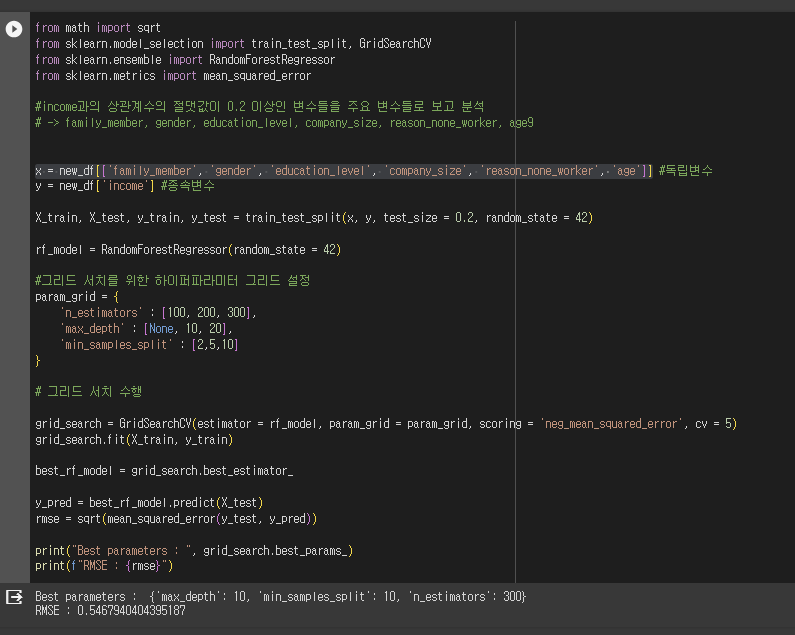 from math import sqrt
from sklearn.model_selection import train_test_split, GridSearchCV
from sklearn.ensemble import RandomForestRegressor
from sklearn.metrics import mean_squared_error
#income과의 상관계수의 절댓값이 0.2 이상인 변수들을 주요 변수들로 보고 분석
# -> family_member, gender, education_level, company_size, reason_none_worker, age9
x = new_df[['family_member', 'gender', 'education_level', 'company_size', 'reason_none_worker', 'age']] #독립변수
y = new_df['income'] #종속변수
X_train, X_test, y_train, y_test = train_test_split(x, y, test_size = 0.2, random_state = 42)
rf_model = RandomForestRegressor(random_state = 42)
#그리드 서치를 위한 하이퍼파라미터 그리드 설정
param_grid = {
    'n_estimators' : [100, 200, 300],
    'max_depth' : [None, 10, 20],
    'min_samples_split' : [2,5,10]
}
# 그리드 서치 수행
grid_search = GridSearchCV(estimator = rf_model, param_grid = param_grid, scoring = 'neg_mean_squared_error', cv = 5)
grid_search.fit(X_train, y_train)
best_rf_model = grid_search.best_estimator_
y_pred = best_rf_model.predict(X_test)
rmse = sqrt(mean_squared_error(y_test, y_pred))
print("Best parameters : ", grid_search.best_params_)
print(f"RMSE : {rmse}")
Best parameters :  {'max_depth': 10, 'min_samples_split': 10, 'n_estimators': 300}
RMSE : 0.5467940404395187